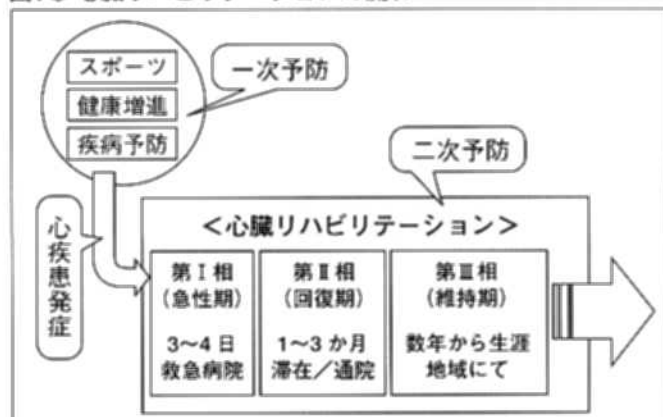 スポーツ
健康増進
疾病予防
一次予防
二次予防
心疾患発症
＜心臓リハビリテーション＞
第Ⅰ相
(急性期)
3〜4日
救急病院
第Ⅱ相
(回復期)
1〜3か月
滞在／通院
第Ⅲ相
(維持期)
数年から生涯
地域にて